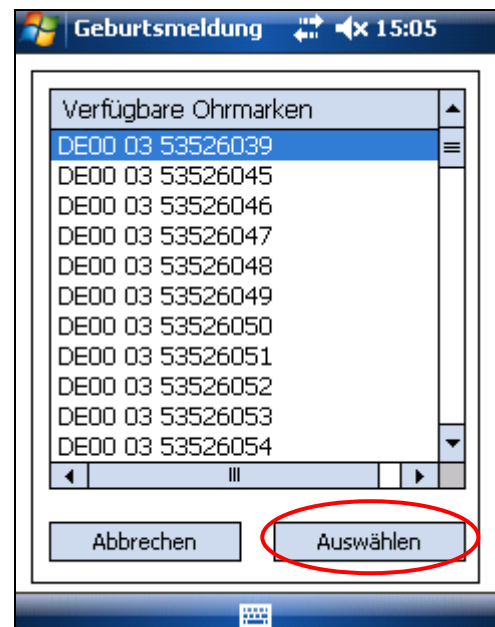 Geburtsmeldung 15:05
Verfügbare Ohrmarken
DE00 03 53526039
DE00 03 53526045
DE00 03 53526046
DE00 03 53526047
DE00 03 53526048
DE00 03 53526049
DE00 03 53526050
DE00 03 53526051
DE00 03 53526052
DE00 03 53526053
DE00 03 53526054
Abbrechen Auswählen